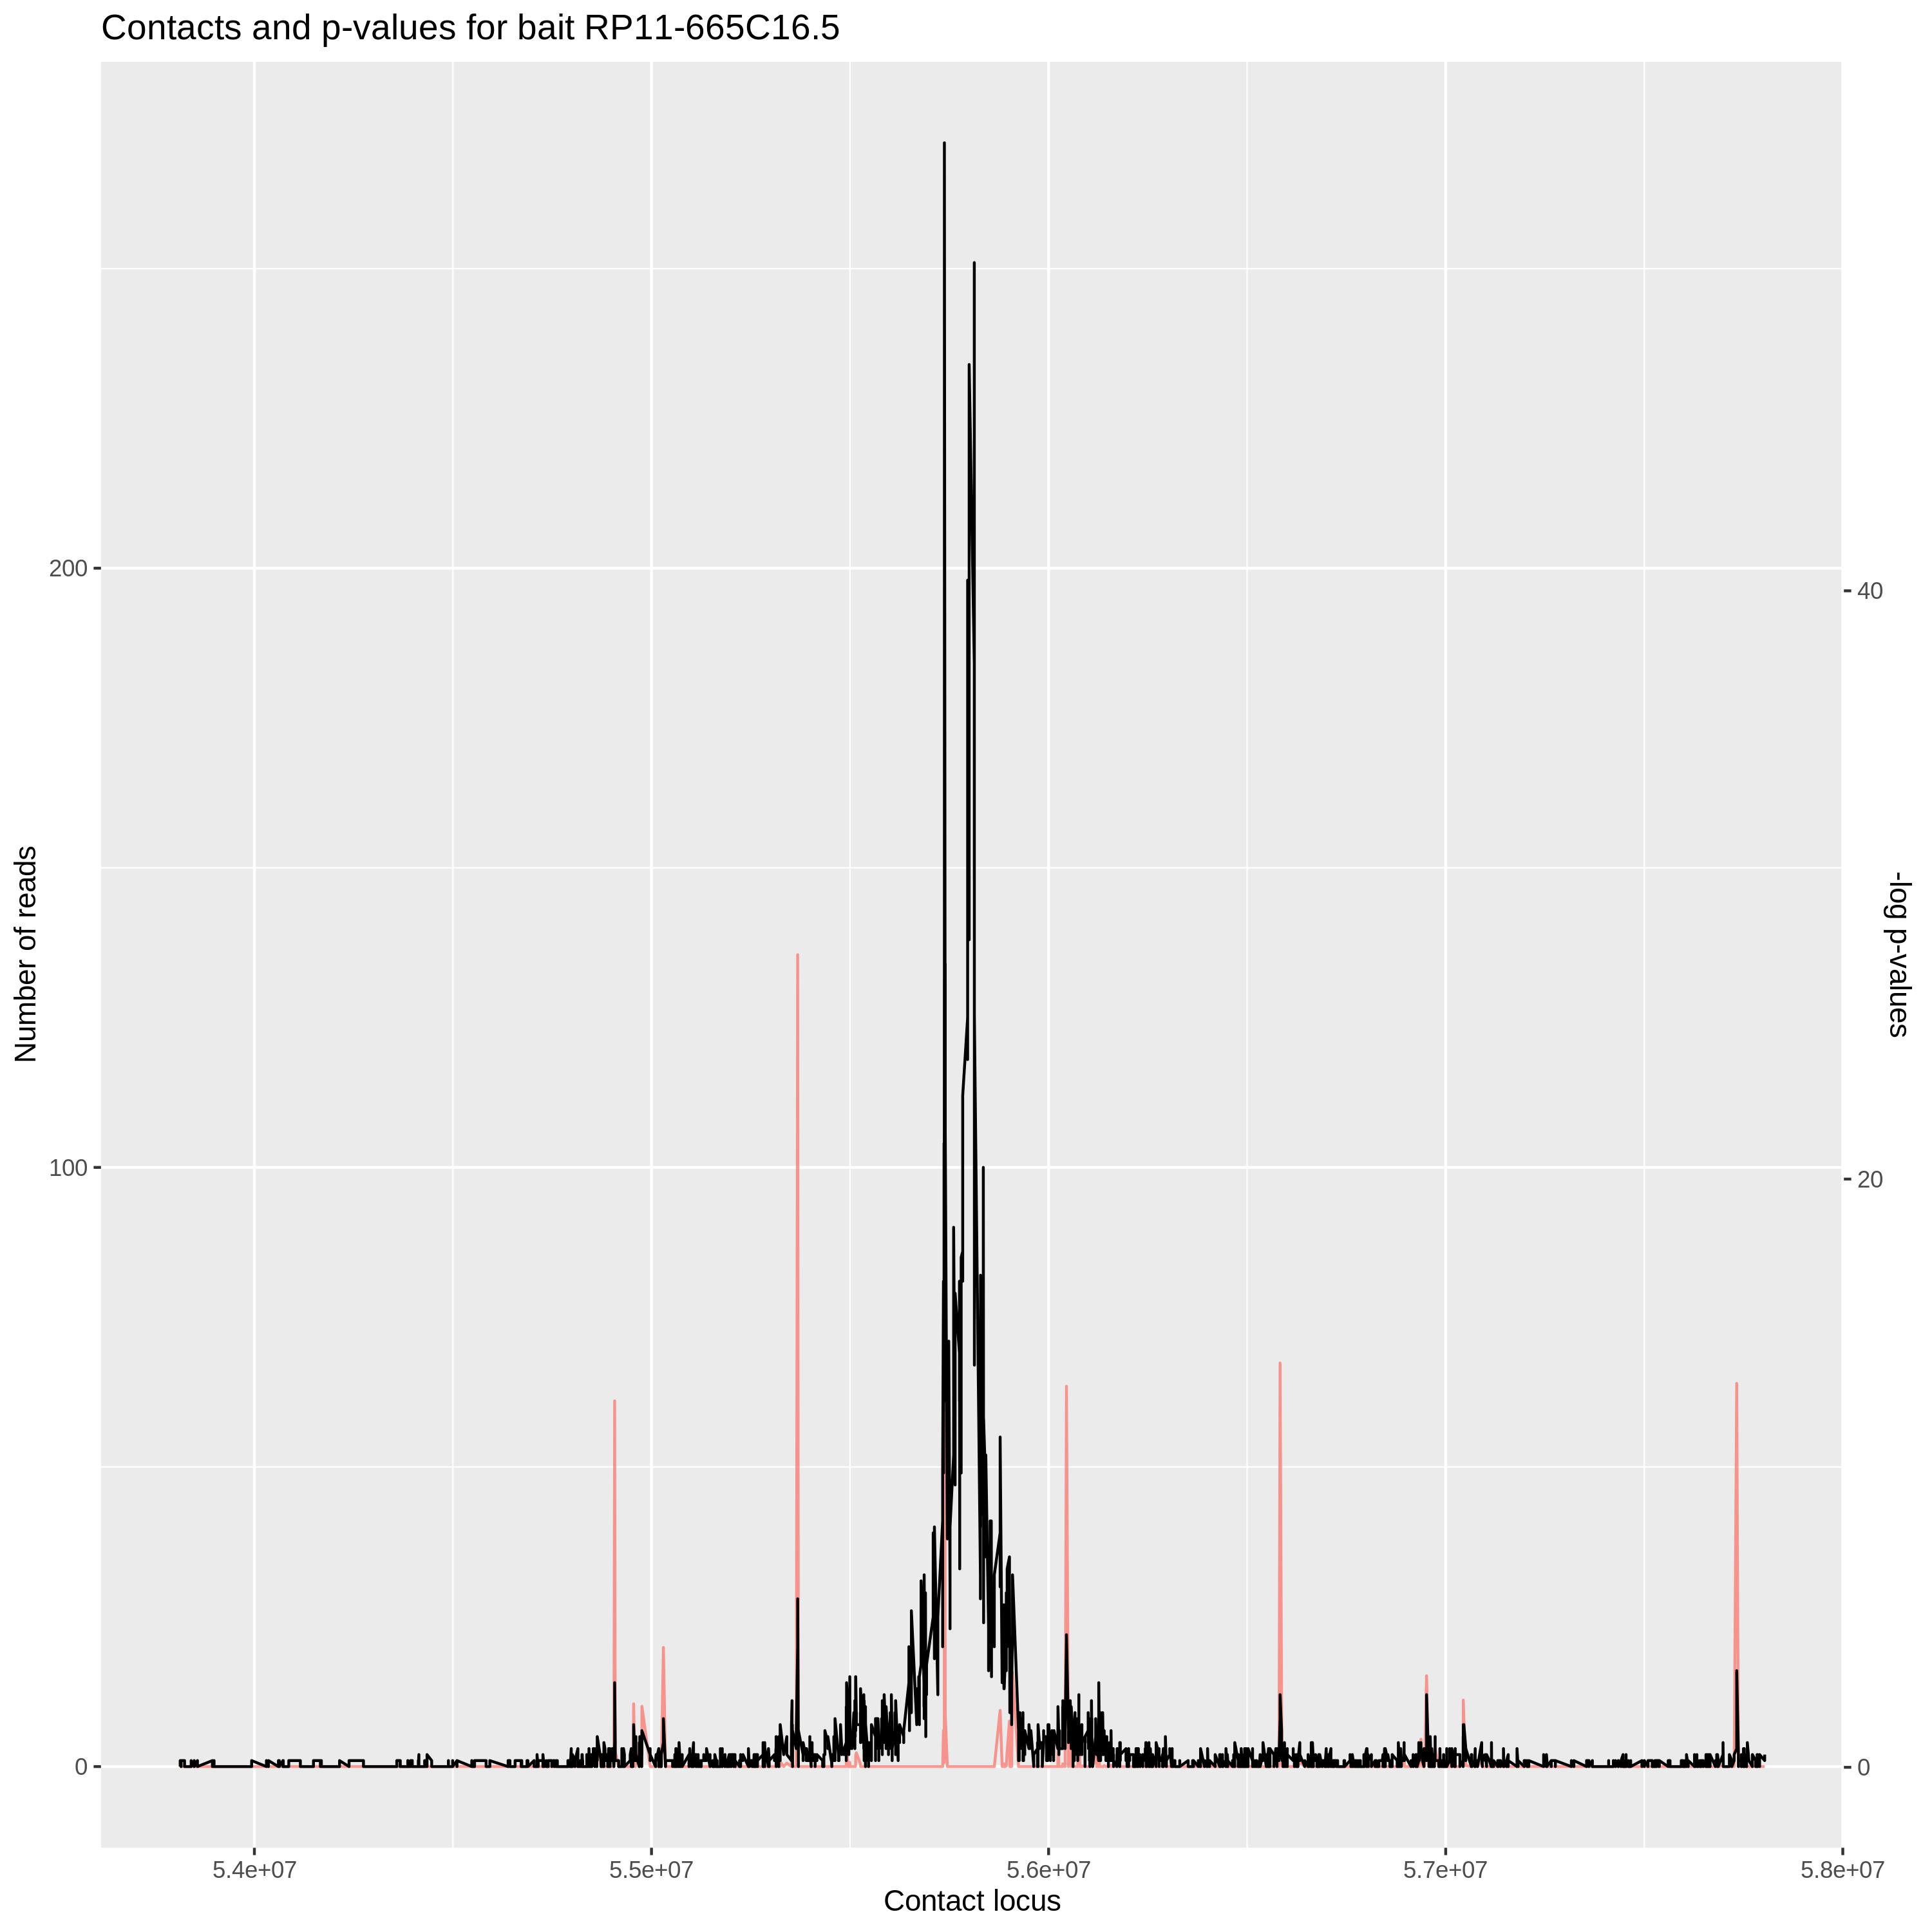 Contacts and p-values for bait RP11-665C16.5
Number of reads
200
100
0
40
20
0
-log p-values
5.4e+07
5.5e+07
5.6e+07
5.7e+07
5.8e+07
Contact locus